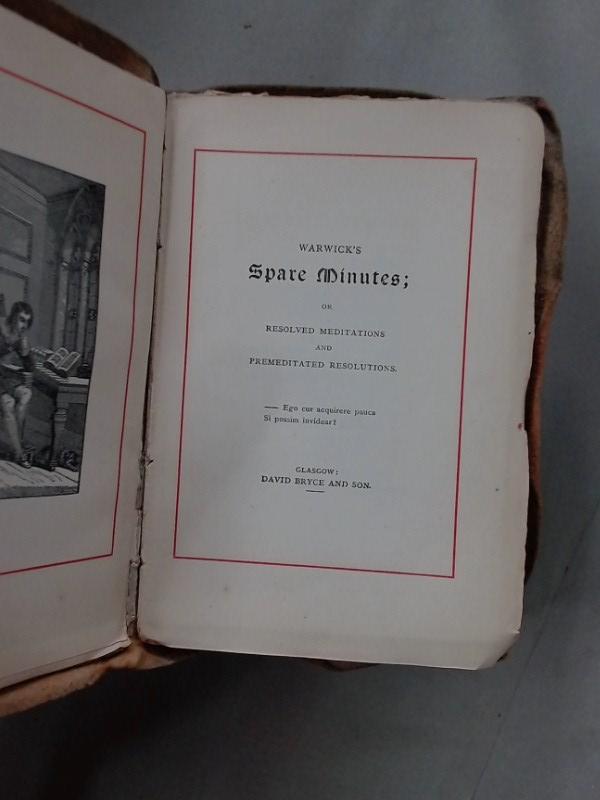 WARWICK'S
Spare Minutes;
OR
RESOLVED MEDITATIONS
AND
PREMEDITATED RESOLUTIONS.
— Ego cur acquirere pauca
Si possim invidear?
GLASGOW:
DAVID BRYCE AND SON.